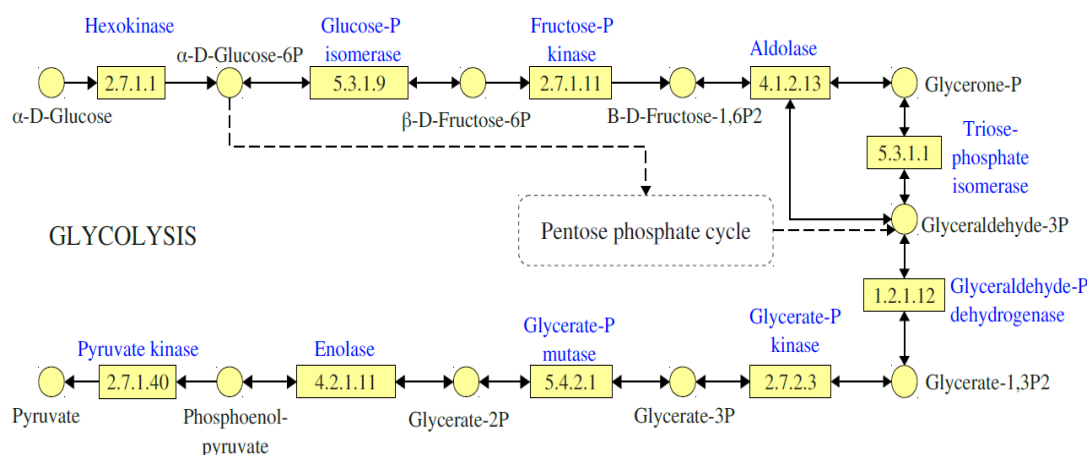 Hexokinase
α-D-Glucose-6P
Glucose-P
isomerase
Fructose-P
kinase
Aldolase
2.7.1.1
5.3.1.9
2.7.1.11
4.1.2.13
Glycerone-P
α-D-Glucose
β-D-Fructose-6P
B-D-Fructose-1,6P2
5.3.1.1
Triose-
phosphate
isomerase
GLYCOLYSIS
Pentose phosphate cycle
Glyceraldehyde-3P
1.2.1.12
Glyceraldehyde-P
dehydrogenase
Pyruvate kinase
Enolase
Glycerate-P
mutase
Glycerate-P
kinase
2.7.1.40
4.2.1.11
5.4.2.1
2.7.2.3
Glycerate-1,3P2
Pyruvate
Phosphoenol-
pyruvate
Glycerate-2P
Glycerate-3P